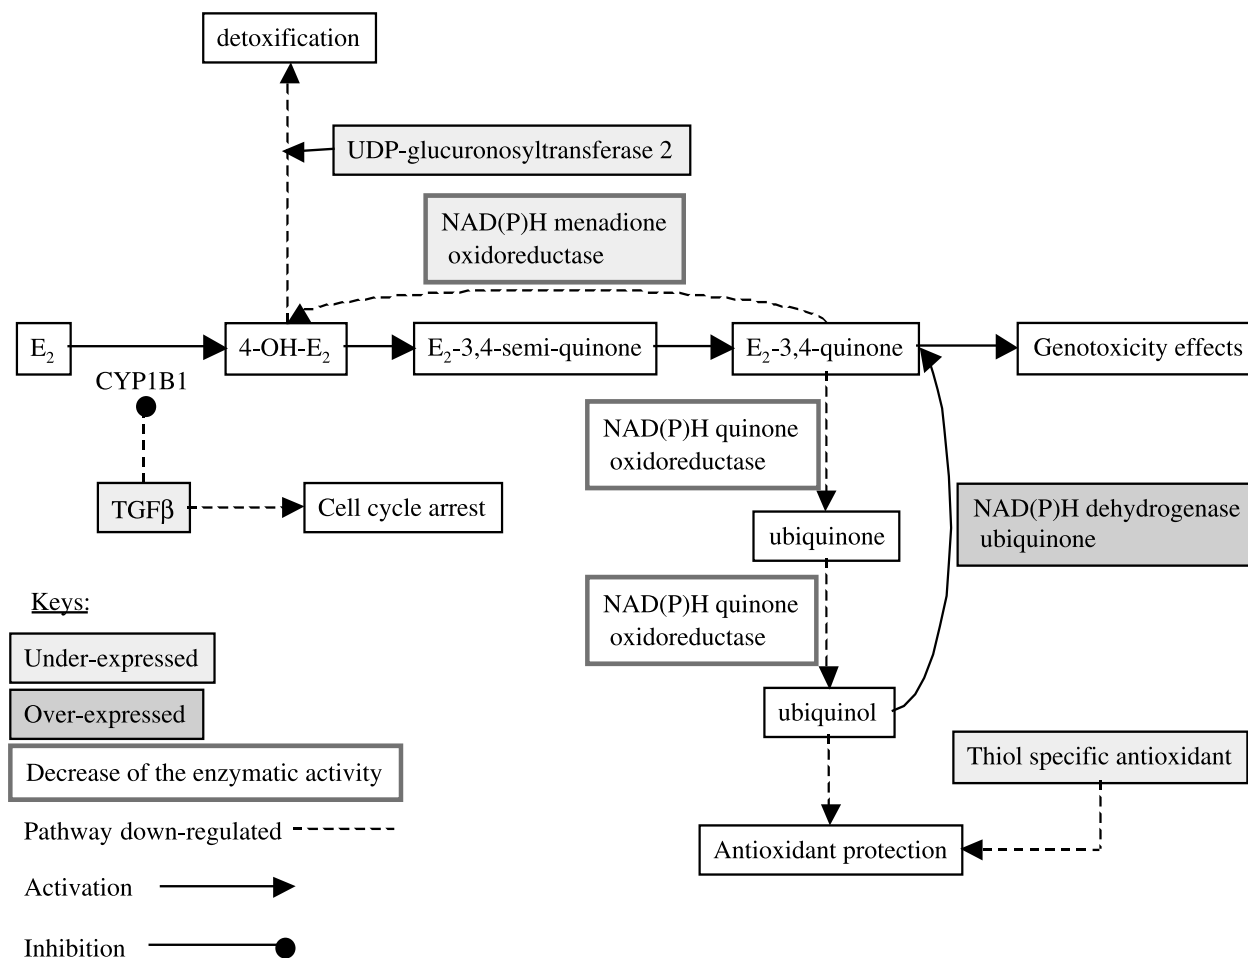 detoxification
UDP-glucuronosyltransferase 2
NAD(P)H menadione
oxidoreductase
E₂
4-OH-E₂
E₂-3,4-semi-quinone
E₂-3,4-quinone
Genotoxicity effects
CYP1B1
TGFβ
Cell cycle arrest
NAD(P)H quinone
oxidoreductase
ubiquinone
NAD(P)H dehydrogenase
ubiquinone
NAD(P)H quinone
oxidoreductase
ubiquinol
Thiol specific antioxidant
Antioxidant protection
Keys:
Under-expressed
Over-expressed
Decrease of the enzymatic activity
Pathway down-regulated
Activation
Inhibition